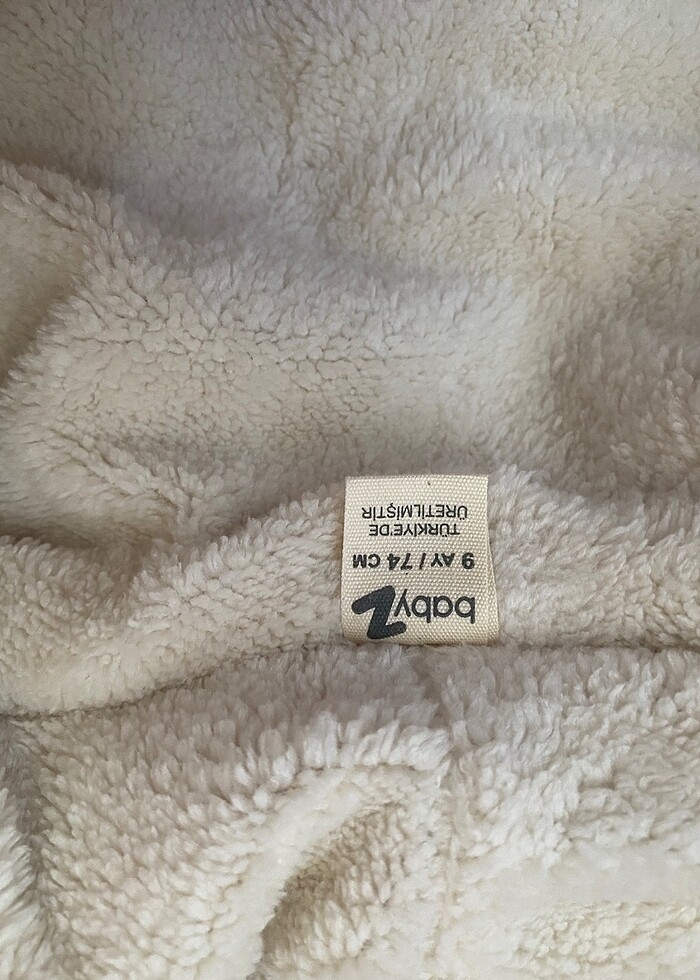 babyZ
9 AY / 74 CM
TÜRKİYE'DE
ÜRETİLMİŞTİR